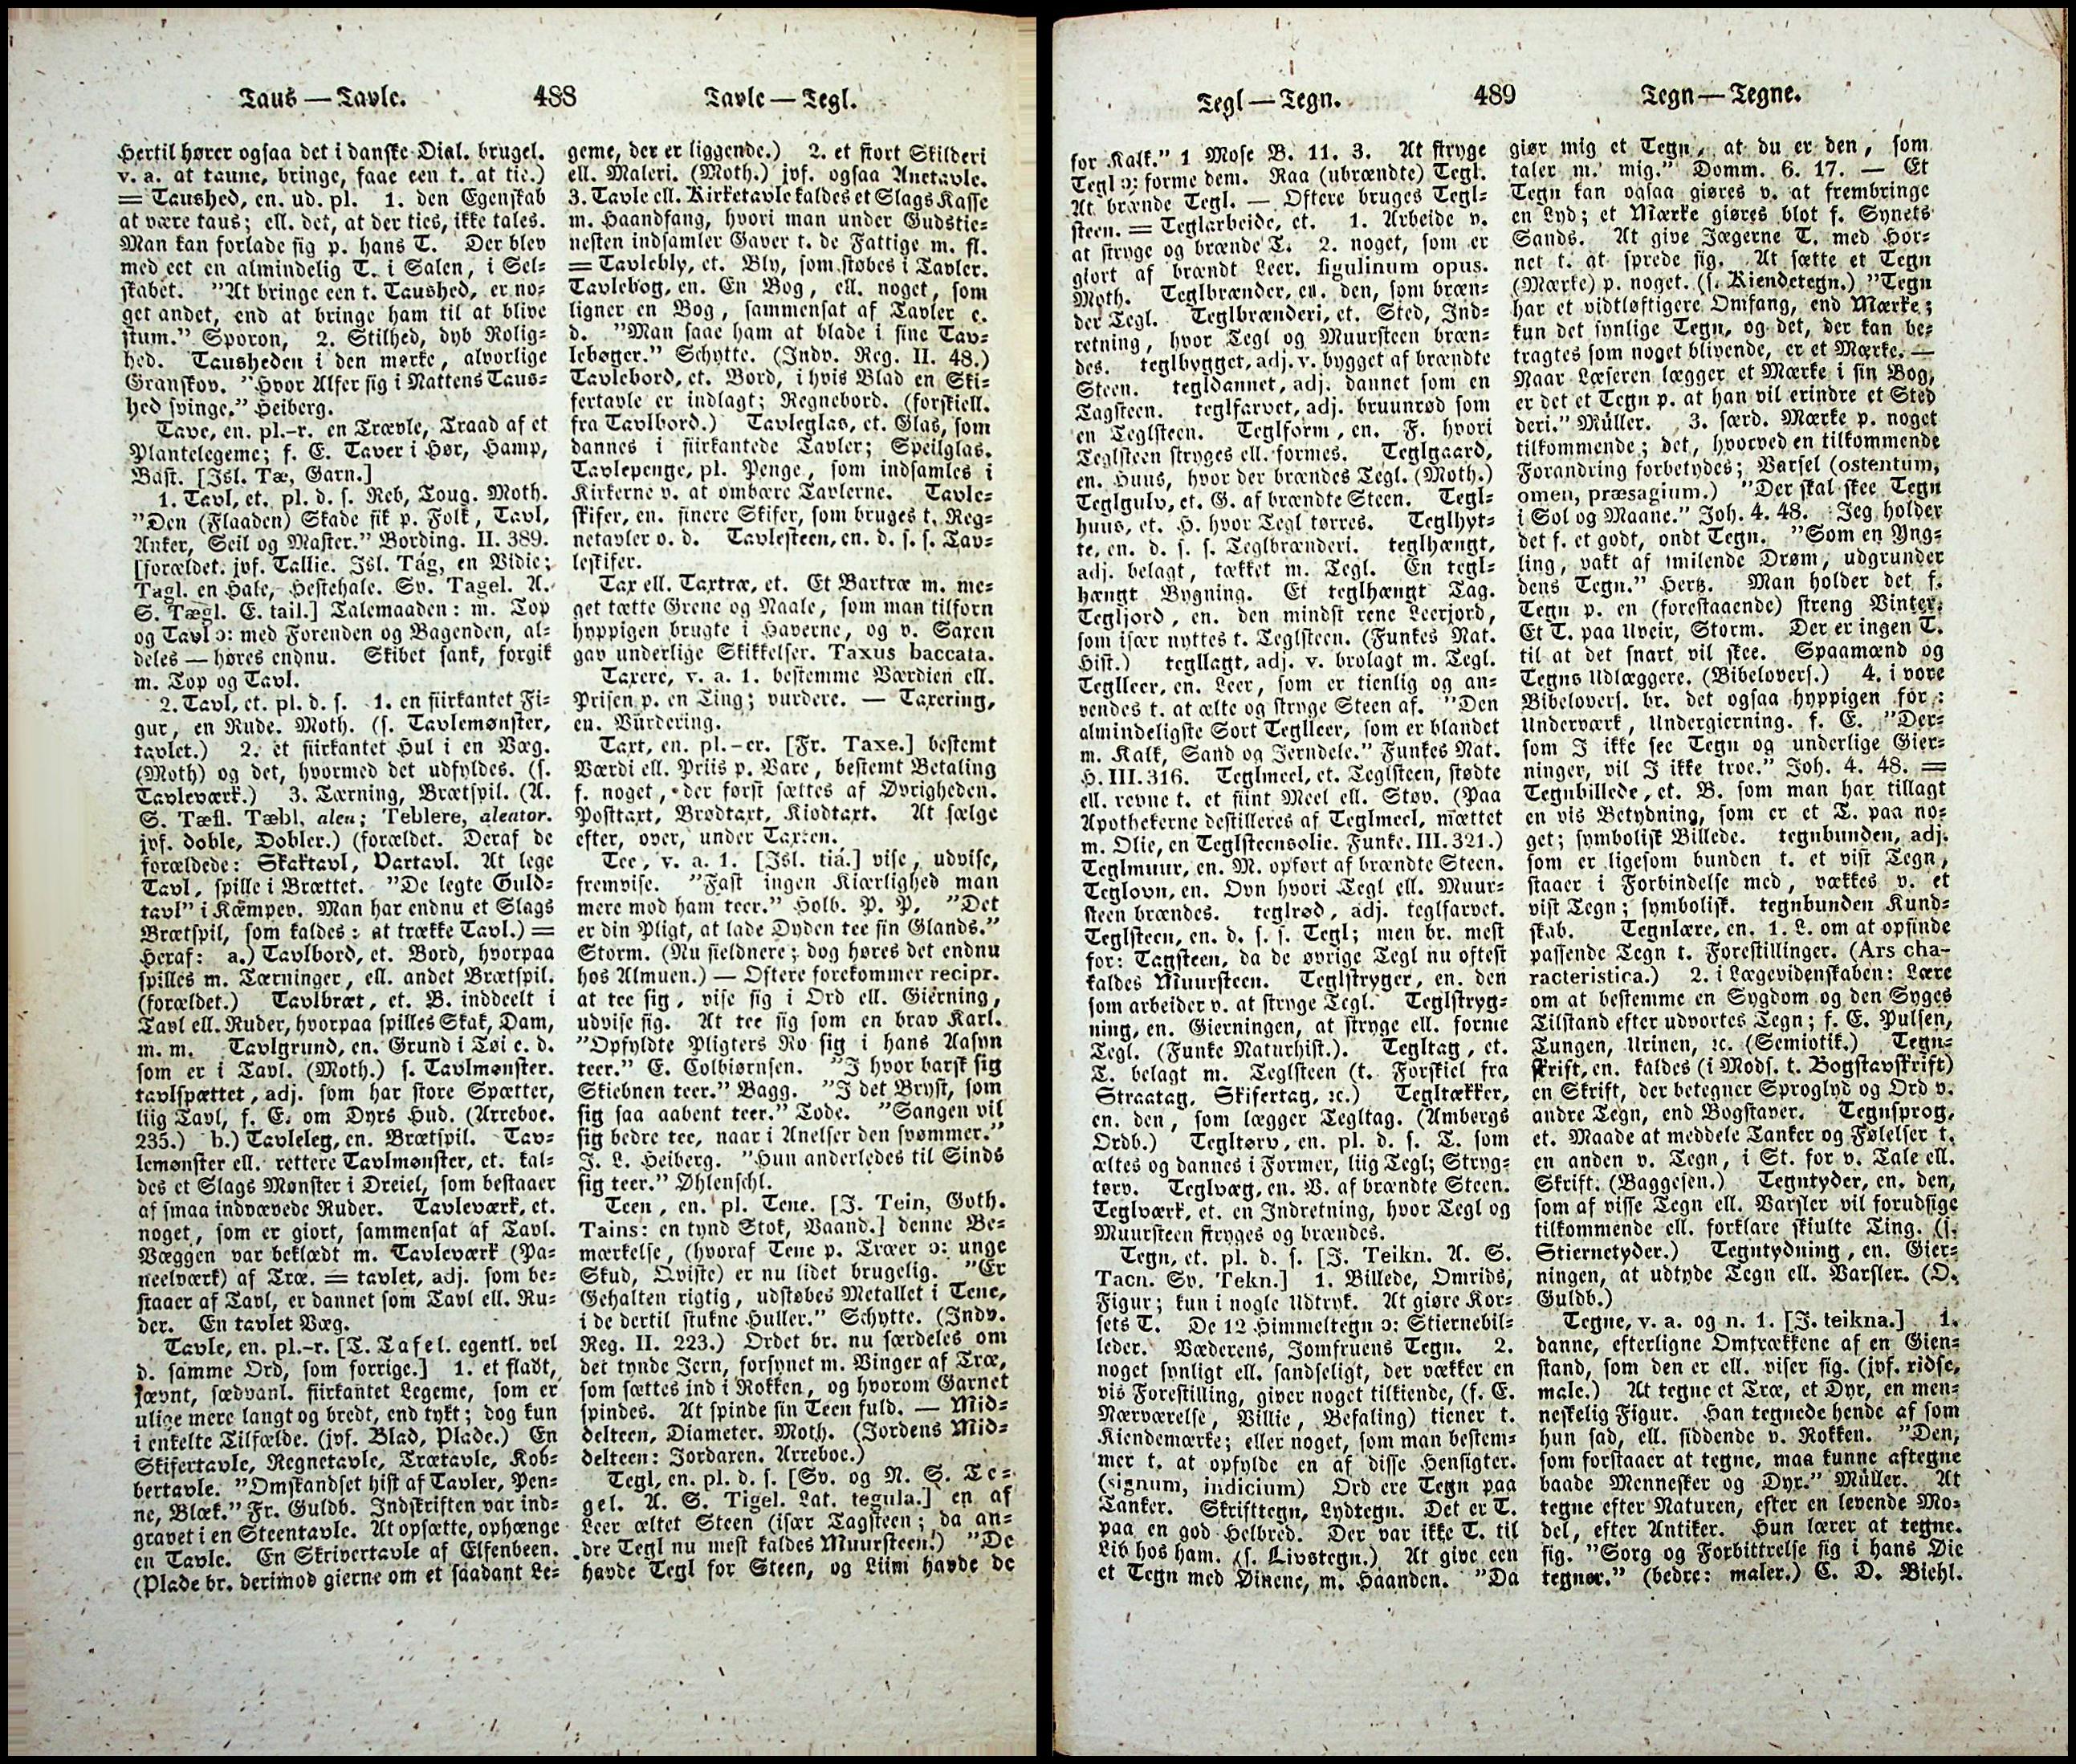 Taus — Tavle. 488 Tavle — Tegl.
Hertil hører ogsaa det i danske Dial. brugel.
v. a. at taune, bringe, faae een t. at tie.)
= Taushed, en. ud. pl. 1. den Egenskab
at være taus; ell. det, at der ties, ikke tales.
Man kan forlade sig p. hans T. Der blev
med eet en almindelig T. i Salen, i Sel-
skabet. "At bringe een t. Taushed, er no-
get andet, end at bringe ham til at blive
stum." Sporon, 2. Stilhed, dyb Rolig-
hed. Tausheden i den mørke, alvorlige
Granskov. "Hvor Alfer sig i Nattens Taus-
hed svinge." Heiberg.
Tave, en. pl.-r. en Trævle, Traad af et
Plantelegeme; f. E. Taver i Hør, Hamp,
Bast. [Isl. Tæ, Garn.]
1. Tavl, et. pl. d. s. Reb, Toug. Moth.
"Den (Flaaden) Skade fik p. Folk, Tavl,
Anker, Seil og Master." Bording. II. 389.
[forældet. jvf. Tallie. Isl. Tág, en Vidie;
Tagl. en Hale, Hestehale. Sv. Tagel. A.
S. Tægl. E. tail.] Talemaaden: m. Top
og Tavl ɔ: med Forenden og Bagenden, al-
deles — høres endnu. Skibet sank, forgik
m. Top og Tavl.
2. Tavl, et. pl. d. s. 1. en fiirkantet Fi-
gur, en Rude. Moth. (s. Tavlemønster,
tavlet.) 2. et fiirkantet Hul i en Væg.
(Moth) og det, hvormed det udfyldes. (s.
Tavleværk.) 3. Tærning, Brætspil. (A.
S. Tæfl. Tæbl, alea; Teblere, aleator.
jvf. doble, Dobler.) (forældet. Deraf de
forældede: Skaktavl, Vartavl. At lege
Tavl, spille i Brættet. "De legte Guld-
tavl" i Kæmpev. Man har endnu et Slags
Brætspil, som kaldes: at trække Tavl.) =
Heraf: a.) Tavlbord, et. Bord, hvorpaa
spilles m. Tærninger, ell. andet Brætspil.
(forældet.) Tavlbræt, et. B. inddeelt i
Tavl ell. Ruder, hvorpaa spilles Skak, Dam,
m. m. Tavlgrund, en. Grund i Tøi e. d.
som er i Tavl. (Moth.) s. Tavlmønster.
tavlspættet, adj. som har store Spætter,
liig Tavl, f. E. om Dyrs Hud. (Arreboe.
235.) b.) Tavleleg, en. Brætspil. Tav-
lemønster ell. rettere Tavlmønster, et. kal-
des et Slags Mønster i Dreiel, som bestaaer
af smaa indvævede Ruder. Tavleværk, et.
noget, som er giort, sammensat af Tavl.
Væggen var beklædt m. Tavleværk (Pa-
neelværk) af Træ. = tavlet, adj. som be-
staaer af Tavl, er dannet som Tavl ell. Ru-
der. En tavlet Væg.
Tavle, en. pl.-r. [T. Tafel. egentl. vel
d. samme Ord, som forrige.] 1. et fladt,
jævnt, sædvanl. fiirkantet Legeme, som er
ulige mere langt og bredt, end tykt; dog kun
i enkelte Tilfælde. (jvf. Blad, Plade.) En
Skifertavle, Regnetavle, Trætavle, Kob-
bertavle. "Omskandset hist af Tavler, Pen-
ne, Blæk." Fr. Guldb. Indskriften var ind-
gravet i en Steentavle. At opsætte, ophænge
en Tavle. En Skrivertavle af Elfenbeen.
(Plade br. derimod gierne om et saadant Le-
geme, der er liggende.) 2. et stort Skilderi
ell. Maleri. (Moth.) jvf. ogsaa Anetavle.
3. Tavle ell. Kirketavle kaldes et Slags Kasse
m. Haandfang, hvori man under Gudstie-
nesten indsamler Gaver t. de Fattige m. fl.
= Tavlebly, et. Bly, som støbes i Tavler.
Tavlebog, en. En Bog, ell. noget, som
ligner en Bog, sammensat af Tavler e.
d. "Man saae ham at blade i sine Tav-
lebøger." Schytte. (Indv. Reg. II. 48.)
Tavlebord, et. Bord, i hvis Blad en Ski-
fertavle er indlagt; Regnebord. (forskiell.
fra Tavlbord.) Tavleglas, et. Glas, som
dannes i fiirkantede Tavler; Speilglas.
Tavlepenge, pl. Penge, som indsamles i
Kirkerne v. at ombære Tavlerne. Tavle-
skifer, en. finere Skifer, som bruges t. Reg-
netavler o. d. Tavlesteen, en. d. s. s. Tav-
leskifer.
Tax ell. Taxtræ, et. Et Bartræ m. me-
get tætte Grene og Naale, som man tilforn
hyppigen brugte i Haverne, og v. Saxen
gav underlige Skikkelser. Taxus baccata.
Taxere, v. a. 1. bestemme Værdien ell.
Prisen p. en Ting; vurdere. — Taxering,
en. Vurdering.
Taxt, en. pl.-er. [Fr. Taxe.] bestemt
Værdi ell. Priis p. Vare, bestemt Betaling
f. noget, der først sættes af Øvrigheden.
Posttaxt, Brødtaxt, Kiødtaxt. At sælge
efter, over, under Taxten.
Tee, v. a. 1. [Isl. tiá.] vise, udvise,
fremvise. "Fast ingen Kiærlighed man
mere mod ham teer." Holb. P. P. "Det
er din Pligt, at lade Dyden tee sin Glands."
Storm. (Nu sieldnere; dog høres det endnu
hos Almuen.) — Oftere forekommer recipr.
at tee sig, vise sig i Ord ell. Gierning,
udvise sig. At tee sig som en brav Karl.
"Opfyldte Pligters Ro sig i hans Aasyn
teer." E. Colbiørnsen. "I hvor barsk sig
Skiebnen teer." Bagg. "I det Bryst, som
sig saa aabent teer." Tode. "Sangen vil
sig bedre tee, naar i Anelser den svømmer."
J. L. Heiberg. "Hun anderledes til Sinds
sig teer." Øhlenschl.
Teen, en. pl. Tene. [I. Tein, Goth.
Tains: en tynd Stok, Vaand.] denne Be-
mærkelse, (hvoraf Tene p. Træer ɔ: unge
Skud, Qviste) er nu lidet brugelig. "Er
Gehalten rigtig, udstøbes Metallet i Tene,
i de dertil stukne Huller." Schytte. (Indv.
Reg. II. 223.) Ordet br. nu særdeles om
det tynde Jern, forsynet m. Vinger af Træ,
som sættes ind i Rokken, og hvorom Garnet
spindes. At spinde sin Teen fuld. — Mid-
delteen, Diameter. Moth. (Jordens Mid-
delteen: Jordaxen. Arreboe.)
Tegl, en. pl. d. s. [Sv. og N. S. Te-
gel. A. S. Tigel. Lat. tegula.] en af
Leer æltet Steen (især Tagsteen; da an-
dre Tegl nu mest kaldes Muursteen.) "De
havde Tegl for Steen, og Liim havde de
Tegl — Tegn. 489 Tegn — Tegne.
for Kalk." 1 Mose B. 11. 3. At stryge
Tegl ɔ: forme dem. Raa (ubrændte) Tegl.
At brænde Tegl. — Oftere bruges Tegl-
steen. = Teglarbeide, et. 1. Arbeide v.
at stryge og brænde T. 2. noget, som er
giort af brændt Leer. figulinum opus.
Moth. Teglbrænder, en. den, som bræn-
der Tegl. Teglbrænderi, et. Sted, Ind-
retning, hvor Tegl og Muursteen bræn-
des. teglbygget, adj. v. bygget af brændte
Steen. tegldannet, adj. dannet som en
Tagsteen. teglfarvet, adj. bruunrød som
en Teglsteen. Teglform, en. F. hvori
Teglsteen stryges ell. formes. Teglgaard,
en. Huus, hvor der brændes Tegl. (Moth.)
Teglgulv, et. G. af brændte Steen. Tegl-
huus, et. H. hvor Tegl tørres. Teglhyt-
te, en. d. s. s. Teglbrænderi. teglhængt,
adj. belagt, tækket m. Tegl. En tegl-
hængt Bygning. Et teglhængt Tag.
Tegljord, en. den mindst rene Leerjord,
som især nyttes t. Teglsteen. (Funkes Nat.
Hist.) tegllagt, adj. v. brolagt m. Tegl.
Teglleer, en. Leer, som er tienlig og an-
vendes t. at ælte og stryge Steen af. "Den
almindeligste Sort Teglleer, som er blandet
m. Kalk, Sand og Jerndele." Funkes Nat.
H. III. 316. Teglmeel, et. Teglsteen, stødte
ell. revne t. et fiint Meel ell. Støv. (Paa
Apothekerne destilleres af Teglmeel, mættet
m. Olie, en Teglsteensolie. Funke. III. 321.)
Teglmuur, en. M. opført af brændte Steen.
Teglovn, en. Ovn hvori Tegl ell. Muur-
steen brændes. teglrød, adj. teglfarvet.
Teglsteen, en. d. s. s. Tegl; men br. mest
for: Tagsteen, da de øvrige Tegl nu oftest
kaldes Muursteen. Teglstryger, en. den
som arbeider v. at stryge Tegl. Teglstryg-
ning, en. Gierningen, at stryge ell. forme
Tegl. (Funke Naturhist.). Tegltag, et.
T. belagt m. Teglsteen (t. Forskiel fra
Straatag, Skifertag, ꝛc.) Tegltækker,
en. den, som lægger Tegltag. (Ambergs
Ordb.) Tegltørv, en. pl. d. s. T. som
æltes og dannes i Former, liig Tegl; Stryg-
tørv. Teglvæg, en. V. af brændte Steen.
Teglværk, et. en Indretning, hvor Tegl og
Muursteen stryges og brændes.
Tegn, et. pl. d. s. [I. Teikn. A. S.
Tacn. Sv. Tekn.] 1. Billede, Omrids,
Figur; kun i nogle Udtryk. At giøre Kor-
sets T. De 12 Himmeltegn ɔ: Stiernebil-
leder. Væderens, Jomfruens Tegn. 2.
noget synligt ell. sandseligt, der vækker en
vis Forestilling, giver noget tilkiende, (f. E.
Nærværelse, Villie, Befaling) tiener t.
Kiendemærke; eller noget, som man bestem-
mer t. at opfylde en af disse Hensigter.
(signum, indicium) Ord ere Tegn paa
Tanker. Skrifttegn, Lydtegn. Det er T.
paa en god Helbred. Der var ikke T. til
Liv hos ham. (s. Livstegn.) At give een
et Tegn med Øinene, m. Haanden. "Da
giør mig et Tegn, at du er den, som
taler m. mig." Domm. 6. 17. — Et
Tegn kan ogsaa giøres v. at frembringe
en Lyd; et Mærke giøres blot f. Synets
Sands. At give Jægerne T. med Hor-
net t. at sprede sig. At sætte et Tegn
(Mærke) p. noget. (s. Kiendetegn.) "Tegn
har et vidtløftigere Omfang, end Mærke;
kun det synlige Tegn, og det, der kan be-
tragtes som noget blivende, er et Mærke. —
Naar Læseren lægger et Mærke i sin Bog,
er det et Tegn p. at han vil erindre et Sted
deri." Müller. 3. særd. Mærke p. noget
tilkommende; det, hvorved en tilkommende
Forandring forbetydes; Varsel (ostentum,
omen, præsagium.) "Der skal skee Tegn
i Sol og Maane." Joh. 4. 48. Jeg holder
det f. et godt, ondt Tegn. "Som en Yng-
ling, vakt af smilende Drøm, udgrunder
dens Tegn." Hertz. Man holder det f.
Tegn p. en (forestaaende) streng Vinter.
Et T. paa Uveir, Storm. Der er ingen T.
til at det snart vil skee. Spaamænd og
Tegns Udlæggere. (Bibelovers.) 4. i vore
Bibelovers. br. det ogsaa hyppigen for:
Underværk, Undergierning. f. E. "Der-
som I ikke see Tegn og underlige Gier-
ninger, vil I ikke troe." Joh. 4. 48. =
Tegnbillede, et. B. som man har tillagt
en vis Betydning, som er et T. paa no-
get; symbolisk Billede. tegnbunden, adj.
som er ligesom bunden t. et vist Tegn,
staaer i Forbindelse med, vækkes v. et
vist Tegn; symbolisk. tegnbunden Kund-
skab. Tegnlære, en. 1. L. om at opfinde
passende Tegn t. Forestillinger. (Ars cha-
racteristica.) 2. i Lægevidenskaben: Lære
om at bestemme en Sygdom og den Syges
Tilstand efter udvortes Tegn; f. E. Pulsen,
Tungen, Urinen, ꝛc. (Semiotik.) Tegn-
skrift, en. kaldes (i Mods. t. Bogstavskrift)
en Skrift, der betegner Sproglyd og Ord v.
andre Tegn, end Bogstaver. Tegnsprog,
et. Maade at meddele Tanker og Følelser t.
en anden v. Tegn, i St. for v. Tale ell.
Skrift. (Baggesen.) Tegntyder, en. den,
som af visse Tegn ell. Varsler vil forudsige
tilkommende ell. forklare skiulte Ting. (s.
Stiernetyder.) Tegntydning, en. Gier-
ningen, at udtyde Tegn ell. Varsler. (O.
Guldb.)
Tegne, v. a. og n. 1. [I. teikna.] 1.
danne, efterligne Omtrækkene af en Gien-
stand, som den er ell. viser sig. (jvf. ridse,
male.) At tegne et Træ, et Dyr, en men-
neskelig Figur. Han tegnede hende af som
hun sad, ell. siddende v. Rokken. "Den,
som forstaaer at tegne, maa kunne aftegne
baade Mennesker og Dyr." Müller. At
tegne efter Naturen, efter en levende Mo-
del, efter Antiker. Hun lærer at tegne.
fig. "Sorg og Forbittrelse sig i hans Øie
tegner." (bedre: maler.) C. D. Biehl.